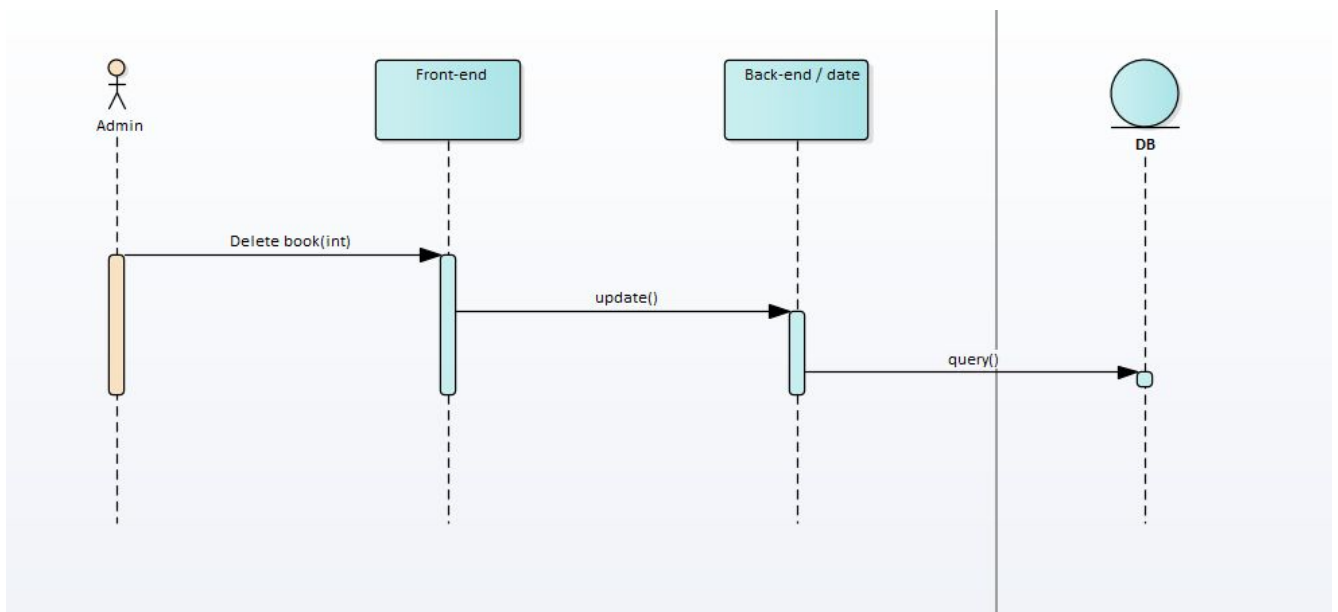 Front-end
Back-end / date
Admin
DB
Delete book(int)
update()
query()